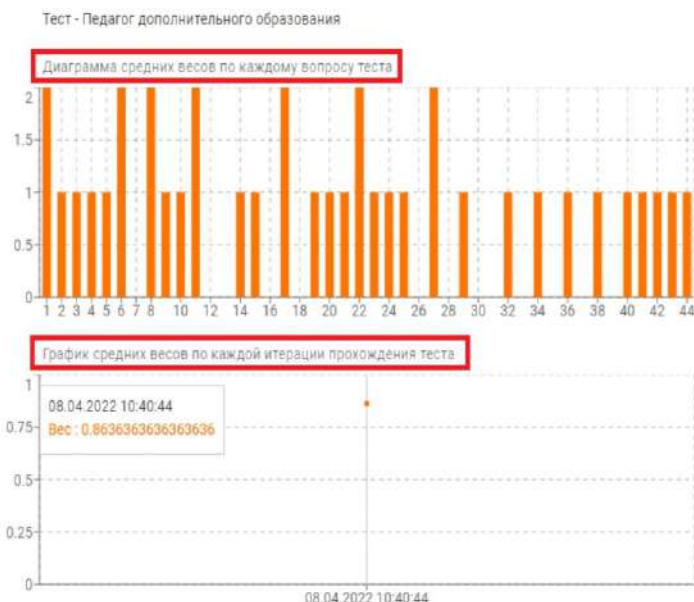 Тест - Педагог дополнительного образования
Диаграмма средних весов по каждому вопросу теста
2
1.5
1
0.5
0
1 2 3 4 5 6 7 8 10 12 14 16 18 20 22 24 26 28 30 32 34 36 38 40 42 44
График средних весов по каждой итерации прохождения теста
1
08.04.2022 10:40:44
0.75
Вес : 0.8636363636363636
0.5
0.25
0
08.04.2022 10:40:44